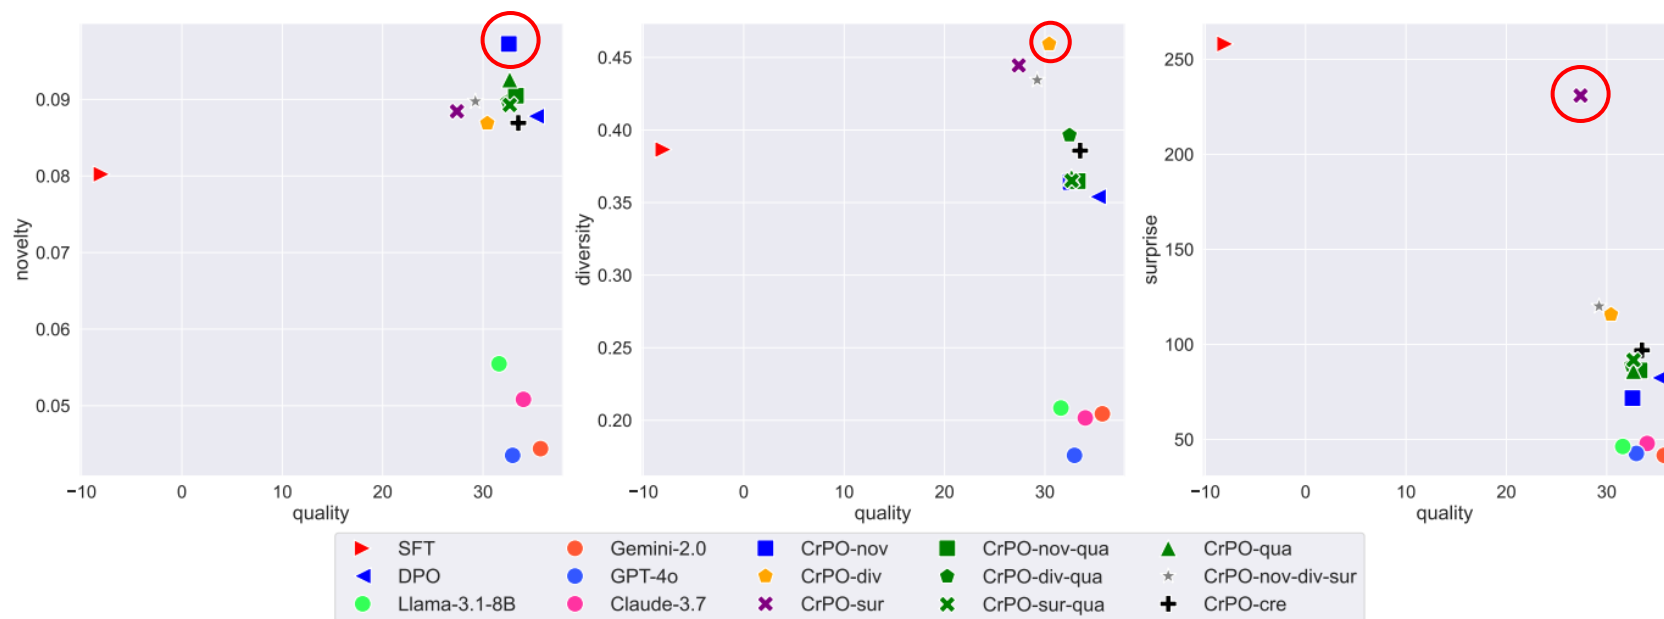 novelty
0.09
0.08
0.07
0.06
0.05
−10 0 10 20 30
quality
diversity
0.45
0.40
0.35
0.30
0.25
0.20
−10 0 10 20 30
quality
surprise
250
200
150
100
50
−10 0 10 20 30
quality
SFT Gemini-2.0 CrPO-nov CrPO-nov-qua CrPO-qua
DPO GPT-4o CrPO-div CrPO-div-qua CrPO-nov-div-sur
Llama-3.1-8B Claude-3.7 CrPO-sur CrPO-sur-qua CrPO-cre